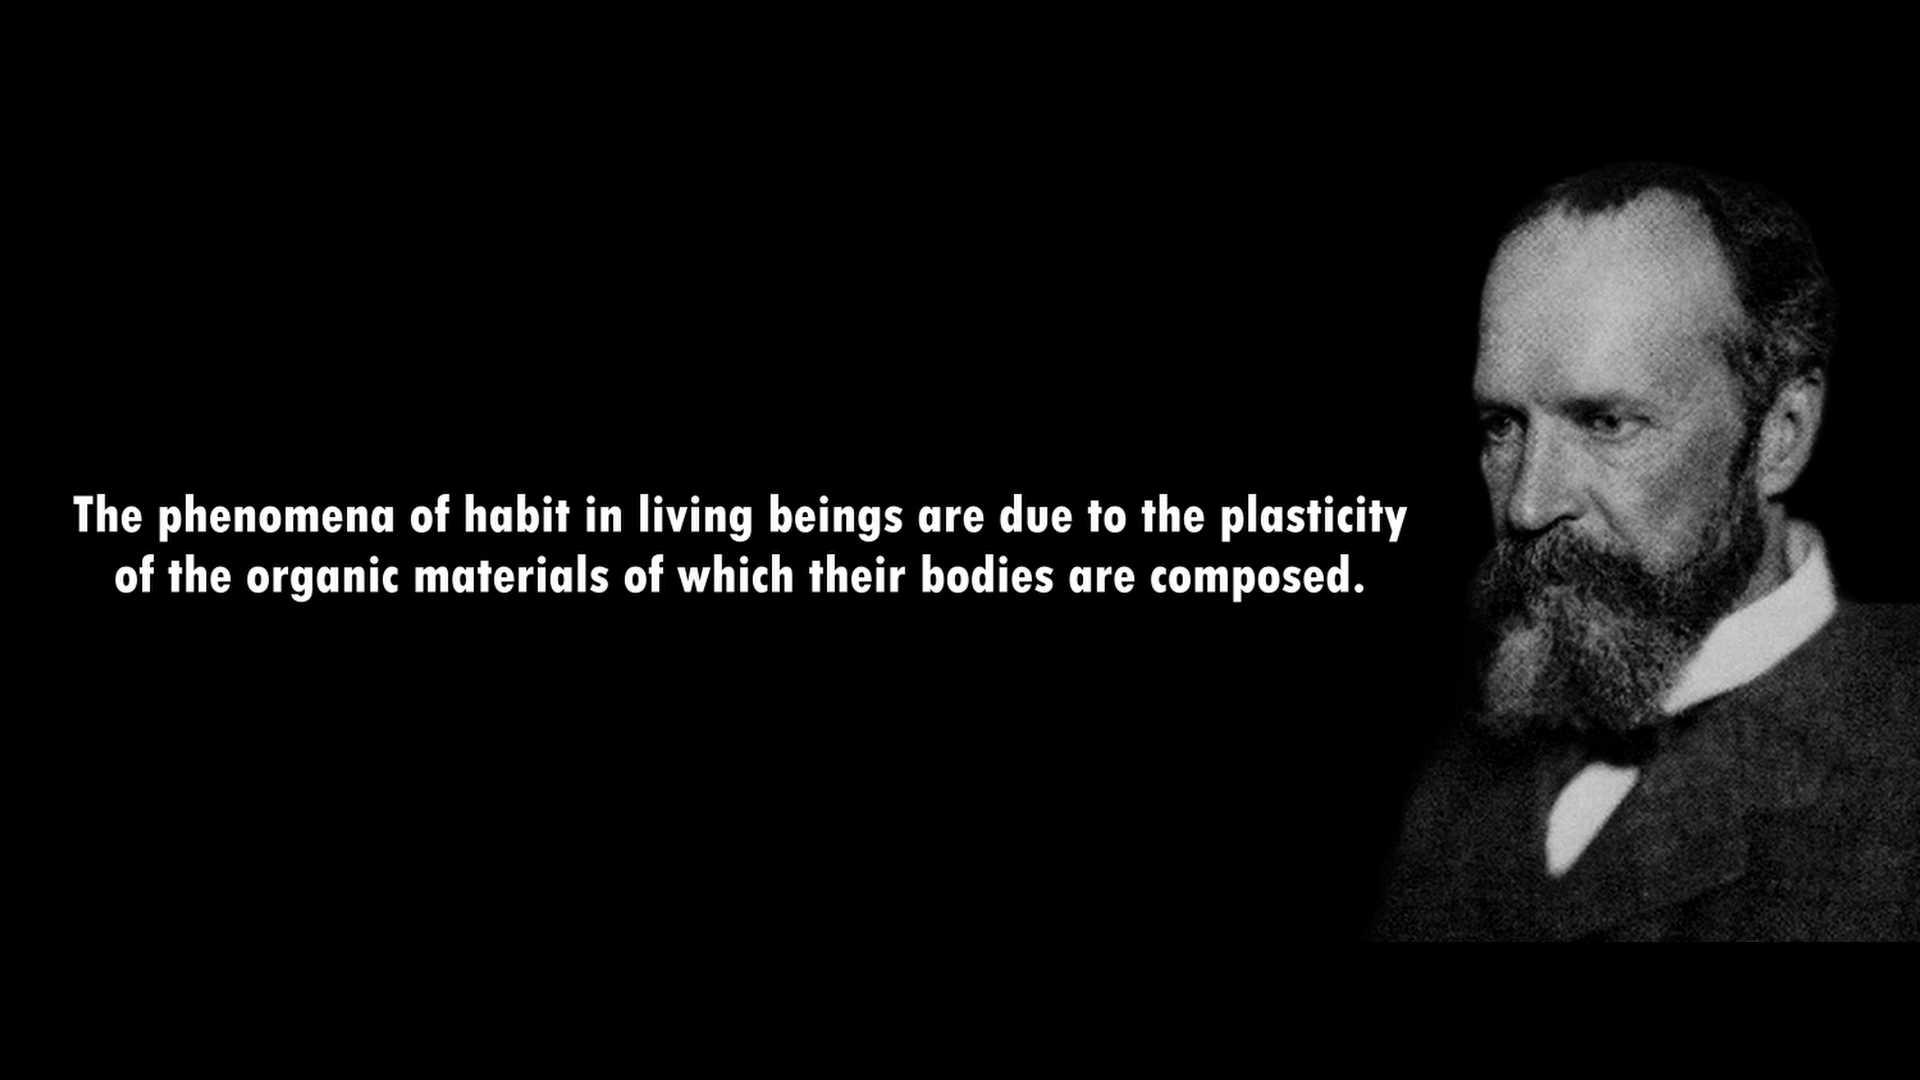 The phenomena of habit in living beings are due to the plasticity
of the organic materials of which their bodies are composed.